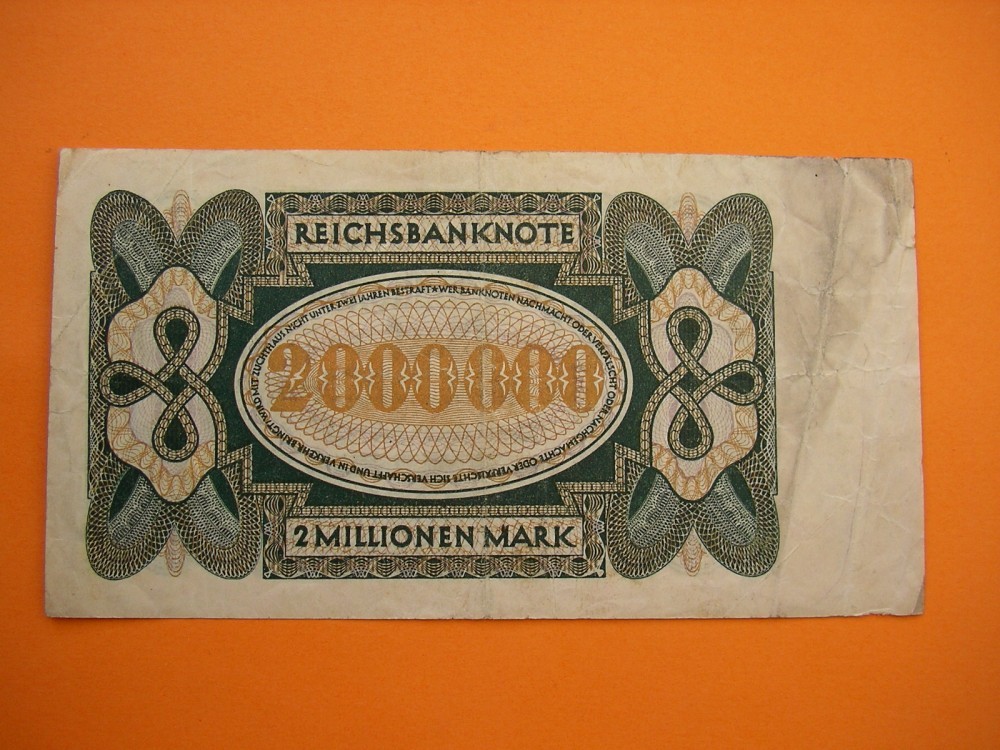 REICHSBANKNOTE
WER BANKNOTEN NACHMACHT ODER VERFÄLSCHT ODER NACHGEMACHTE ODER VERFÄLSCHTE SICH VERSCHAFFT UND IN VERKEHR BRINGT, WIRD MIT ZUCHTHAUS NICHT UNTER ZWEI JAHREN BESTRAFT★
2000000
2 MILLIONEN MARK